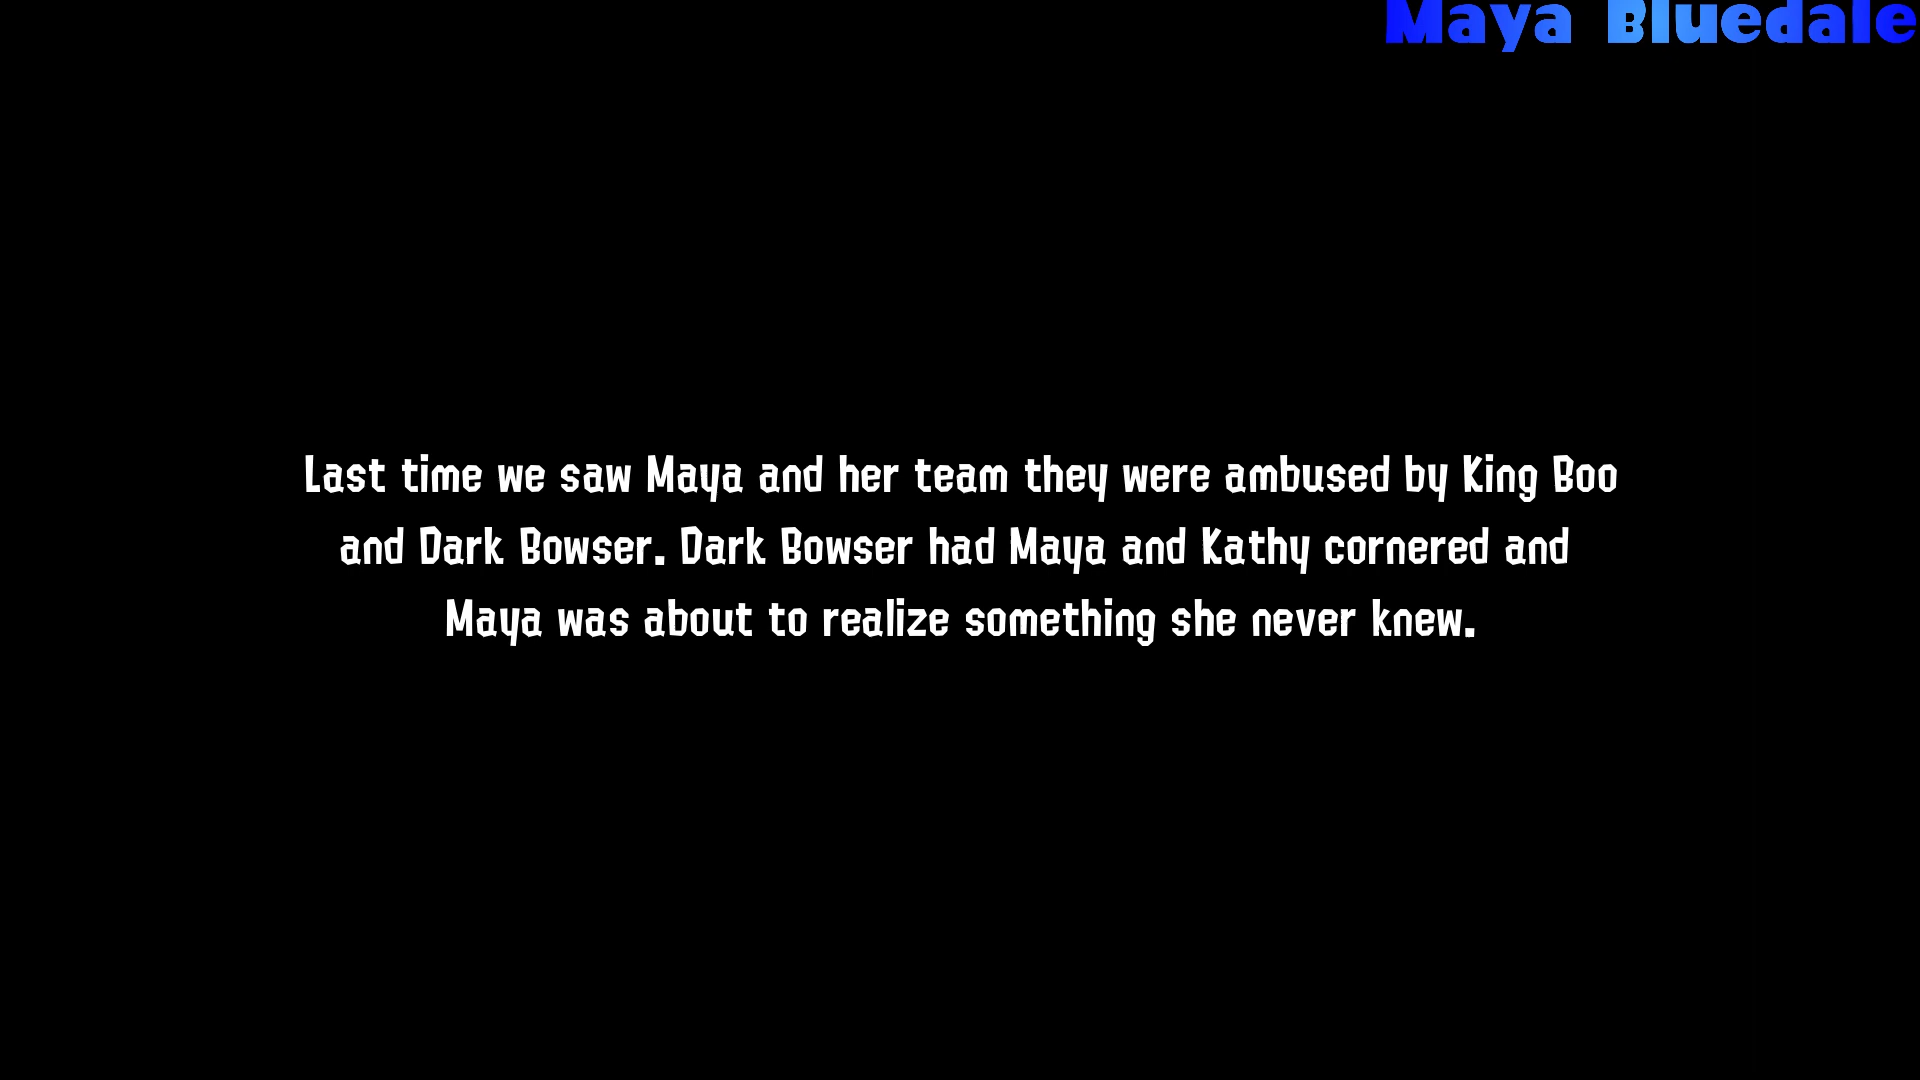 Maya Bluedale
Last time we saw Maya and her team they were ambused by King Boo
and Dark Bowser. Dark Bowser had Maya and Kathy cornered and
Maya was about to realize something she never knew.